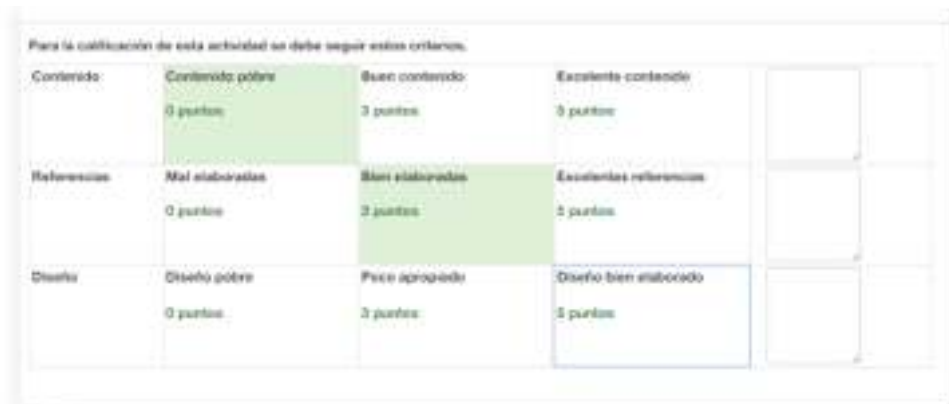 Para la calificación de esta actividad se debe seguir estos criterios.
Contenido Contenido pobre Buen contenido Excelente contenido
0 puntos 3 puntos 5 puntos
Referencias Mal elaboradas Bien elaboradas Excelentes referencias
0 puntos 3 puntos 5 puntos
Diseño Diseño pobre Poco apropiado Diseño bien elaborado
0 puntos 3 puntos 5 puntos